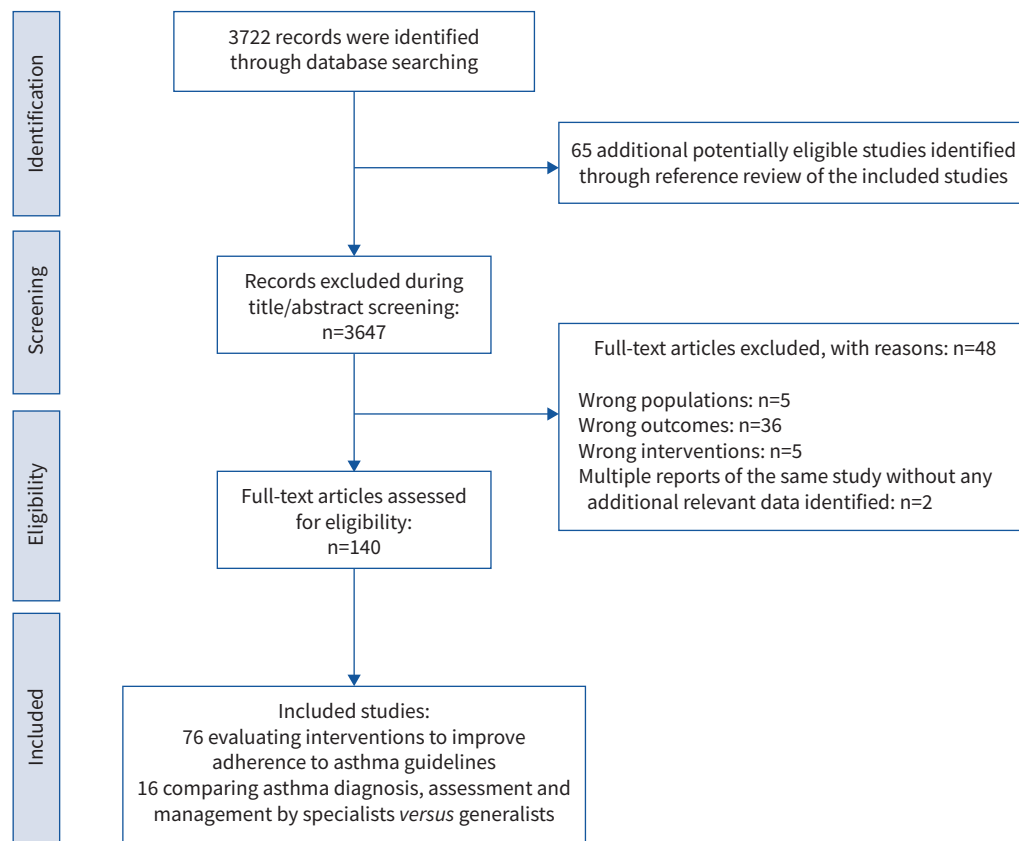 Identification
3722 records were identified
through database searching
65 additional potentially eligible studies identified
through reference review of the included studies
Screening
Records excluded during
title/abstract screening:
n=3647
Full-text articles excluded, with reasons: n=48
Wrong populations: n=5
Wrong outcomes: n=36
Wrong interventions: n=5
Multiple reports of the same study without any
additional relevant data identified: n=2
Eligibility
Full-text articles assessed
for eligibility:
n=140
Included
Included studies:
76 evaluating interventions to improve
adherence to asthma guidelines
16 comparing asthma diagnosis, assessment and
management by specialists versus generalists